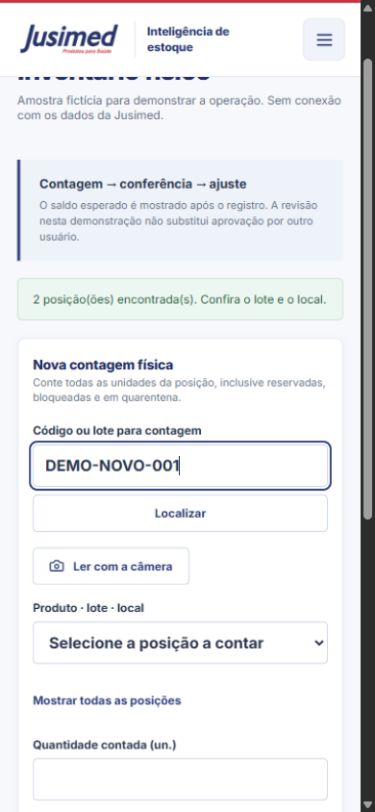 Jusimed
Produtos para Saúde
Inteligência de
estoque
Inventário físico
Amostra fictícia para demonstrar a operação. Sem conexão
com os dados da Jusimed.
Contagem → conferência → ajuste
O saldo esperado é mostrado após o registro. A revisão
nesta demonstração não substitui aprovação por outro
usuário.
2 posição(ões) encontrada(s). Confira o lote e o local.
Nova contagem física
Conte todas as unidades da posição, inclusive reservadas,
bloqueadas e em quarentena.
Código ou lote para contagem
DEMO-NOVO-001
Localizar
Ler com a câmera
Produto · lote · local
Selecione a posição a contar
Mostrar todas as posições
Quantidade contada (un.)